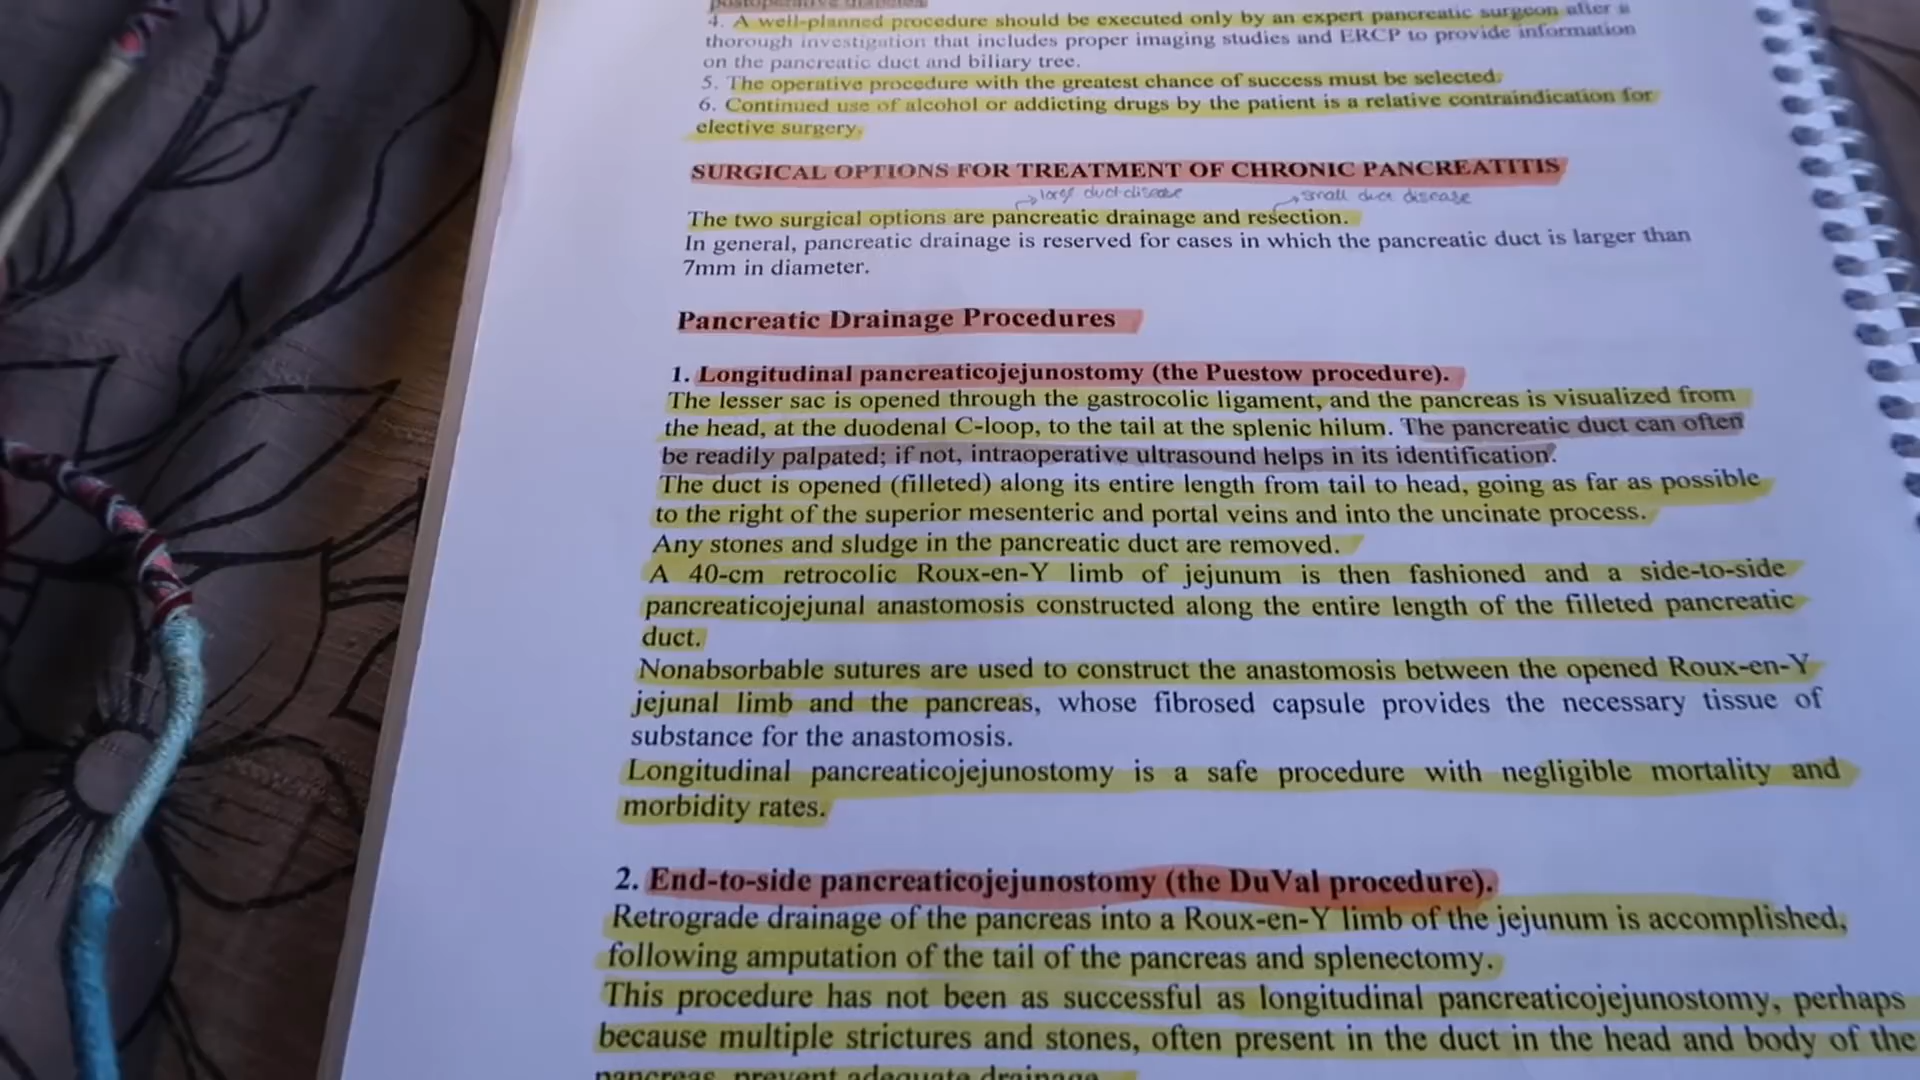 postoperative diabetes
4. A well-planned procedure should be executed only by an expert pancreatic surgeon after a
thorough investigation that includes proper imaging studies and ERCP to provide information
on the pancreatic duct and biliary tree.
5. The operative procedure with the greatest chance of success must be selected.
6. Continued use of alcohol or addicting drugs by the patient is a relative contraindication for
elective surgery.
SURGICAL OPTIONS FOR TREATMENT OF CHRONIC PANCREATITIS
→ large duct disease → small duct disease
The two surgical options are pancreatic drainage and resection.
In general, pancreatic drainage is reserved for cases in which the pancreatic duct is larger than
7mm in diameter.
Pancreatic Drainage Procedures
1. Longitudinal pancreaticojejunostomy (the Puestow procedure).
The lesser sac is opened through the gastrocolic ligament, and the pancreas is visualized from
the head, at the duodenal C-loop, to the tail at the splenic hilum. The pancreatic duct can often
be readily palpated; if not, intraoperative ultrasound helps in its identification.
The duct is opened (filleted) along its entire length from tail to head, going as far as possible
to the right of the superior mesenteric and portal veins and into the uncinate process.
Any stones and sludge in the pancreatic duct are removed.
A 40-cm retrocolic Roux-en-Y limb of jejunum is then fashioned and a side-to-side
pancreaticojejunal anastomosis constructed along the entire length of the filleted pancreatic
duct.
Nonabsorbable sutures are used to construct the anastomosis between the opened Roux-en-Y
jejunal limb and the pancreas, whose fibrosed capsule provides the necessary tissue of
substance for the anastomosis.
Longitudinal pancreaticojejunostomy is a safe procedure with negligible mortality and
morbidity rates.
2. End-to-side pancreaticojejunostomy (the DuVal procedure).
Retrograde drainage of the pancreas into a Roux-en-Y limb of the jejunum is accomplished,
following amputation of the tail of the pancreas and splenectomy.
This procedure has not been as successful as longitudinal pancreaticojejunostomy, perhaps
because multiple strictures and stones, often present in the duct in the head and body of the
pancreas, prevent adequate drainage.